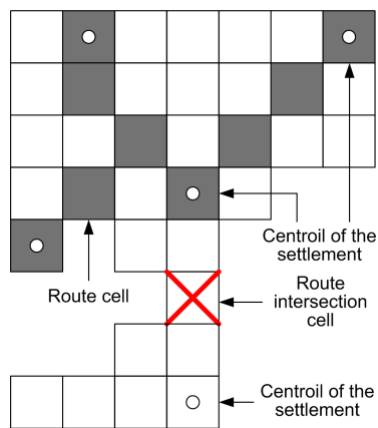 Centroil of the
settlement
Route cell
Route
intersection
cell
Centroil of the
settlement